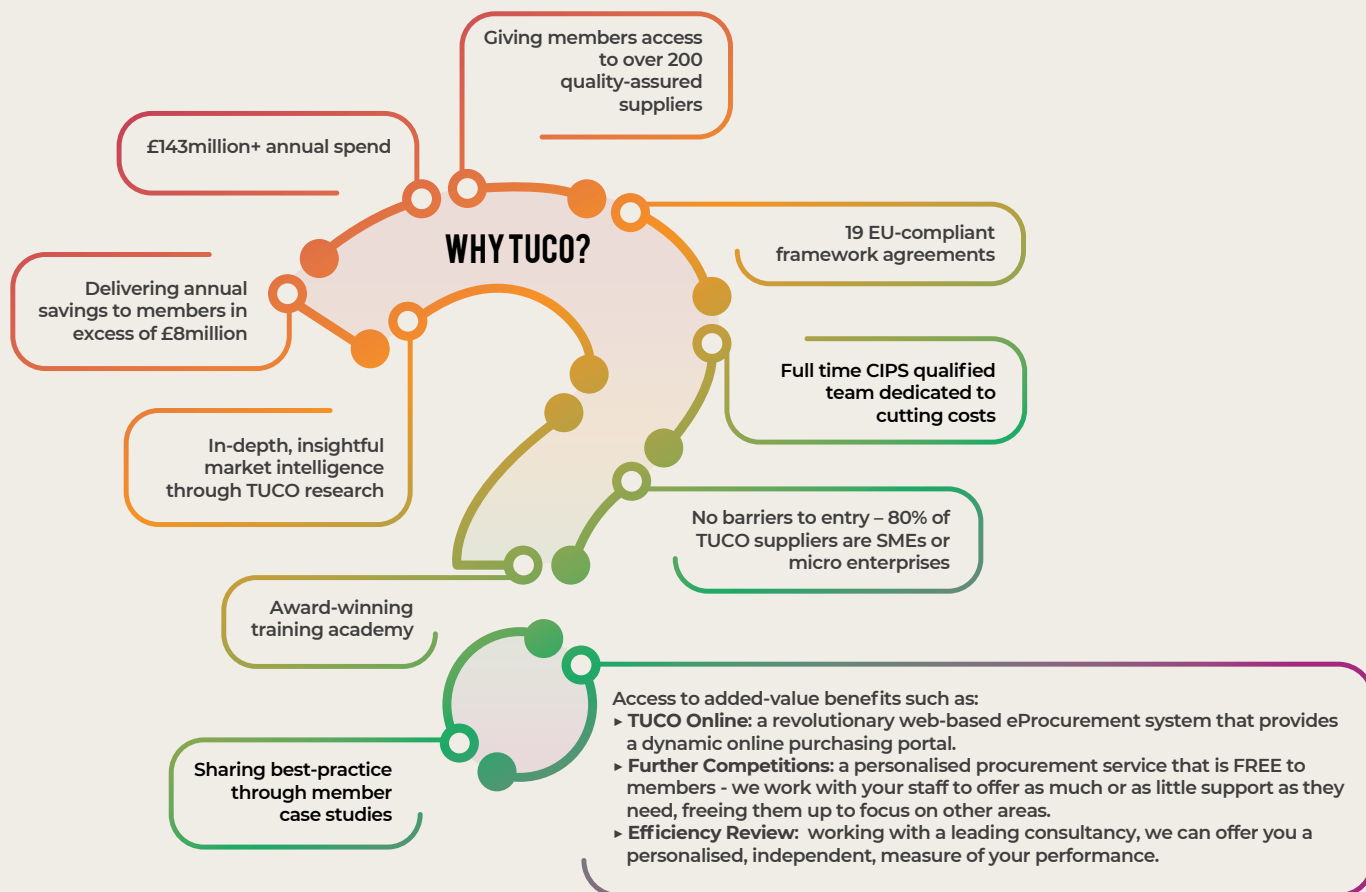 Giving members access
to over 200
quality-assured
suppliers
£143million+ annual spend
WHY TUCO?
19 EU-compliant
framework agreements
Delivering annual
savings to members in
excess of £8million
Full time CIPS qualified
team dedicated to
cutting costs
In-depth, insightful
market intelligence
through TUCO research
No barriers to entry – 80% of
TUCO suppliers are SMEs or
micro enterprises
Award-winning
training academy
Access to added-value benefits such as:
▸ TUCO Online: a revolutionary web-based eProcurement system that provides
a dynamic online purchasing portal.
▸ Further Competitions: a personalised procurement service that is FREE to
members - we work with your staff to offer as much or as little support as they
need, freeing them up to focus on other areas.
▸ Efficiency Review: working with a leading consultancy, we can offer you a
personalised, independent, measure of your performance.
Sharing best-practice
through member
case studies